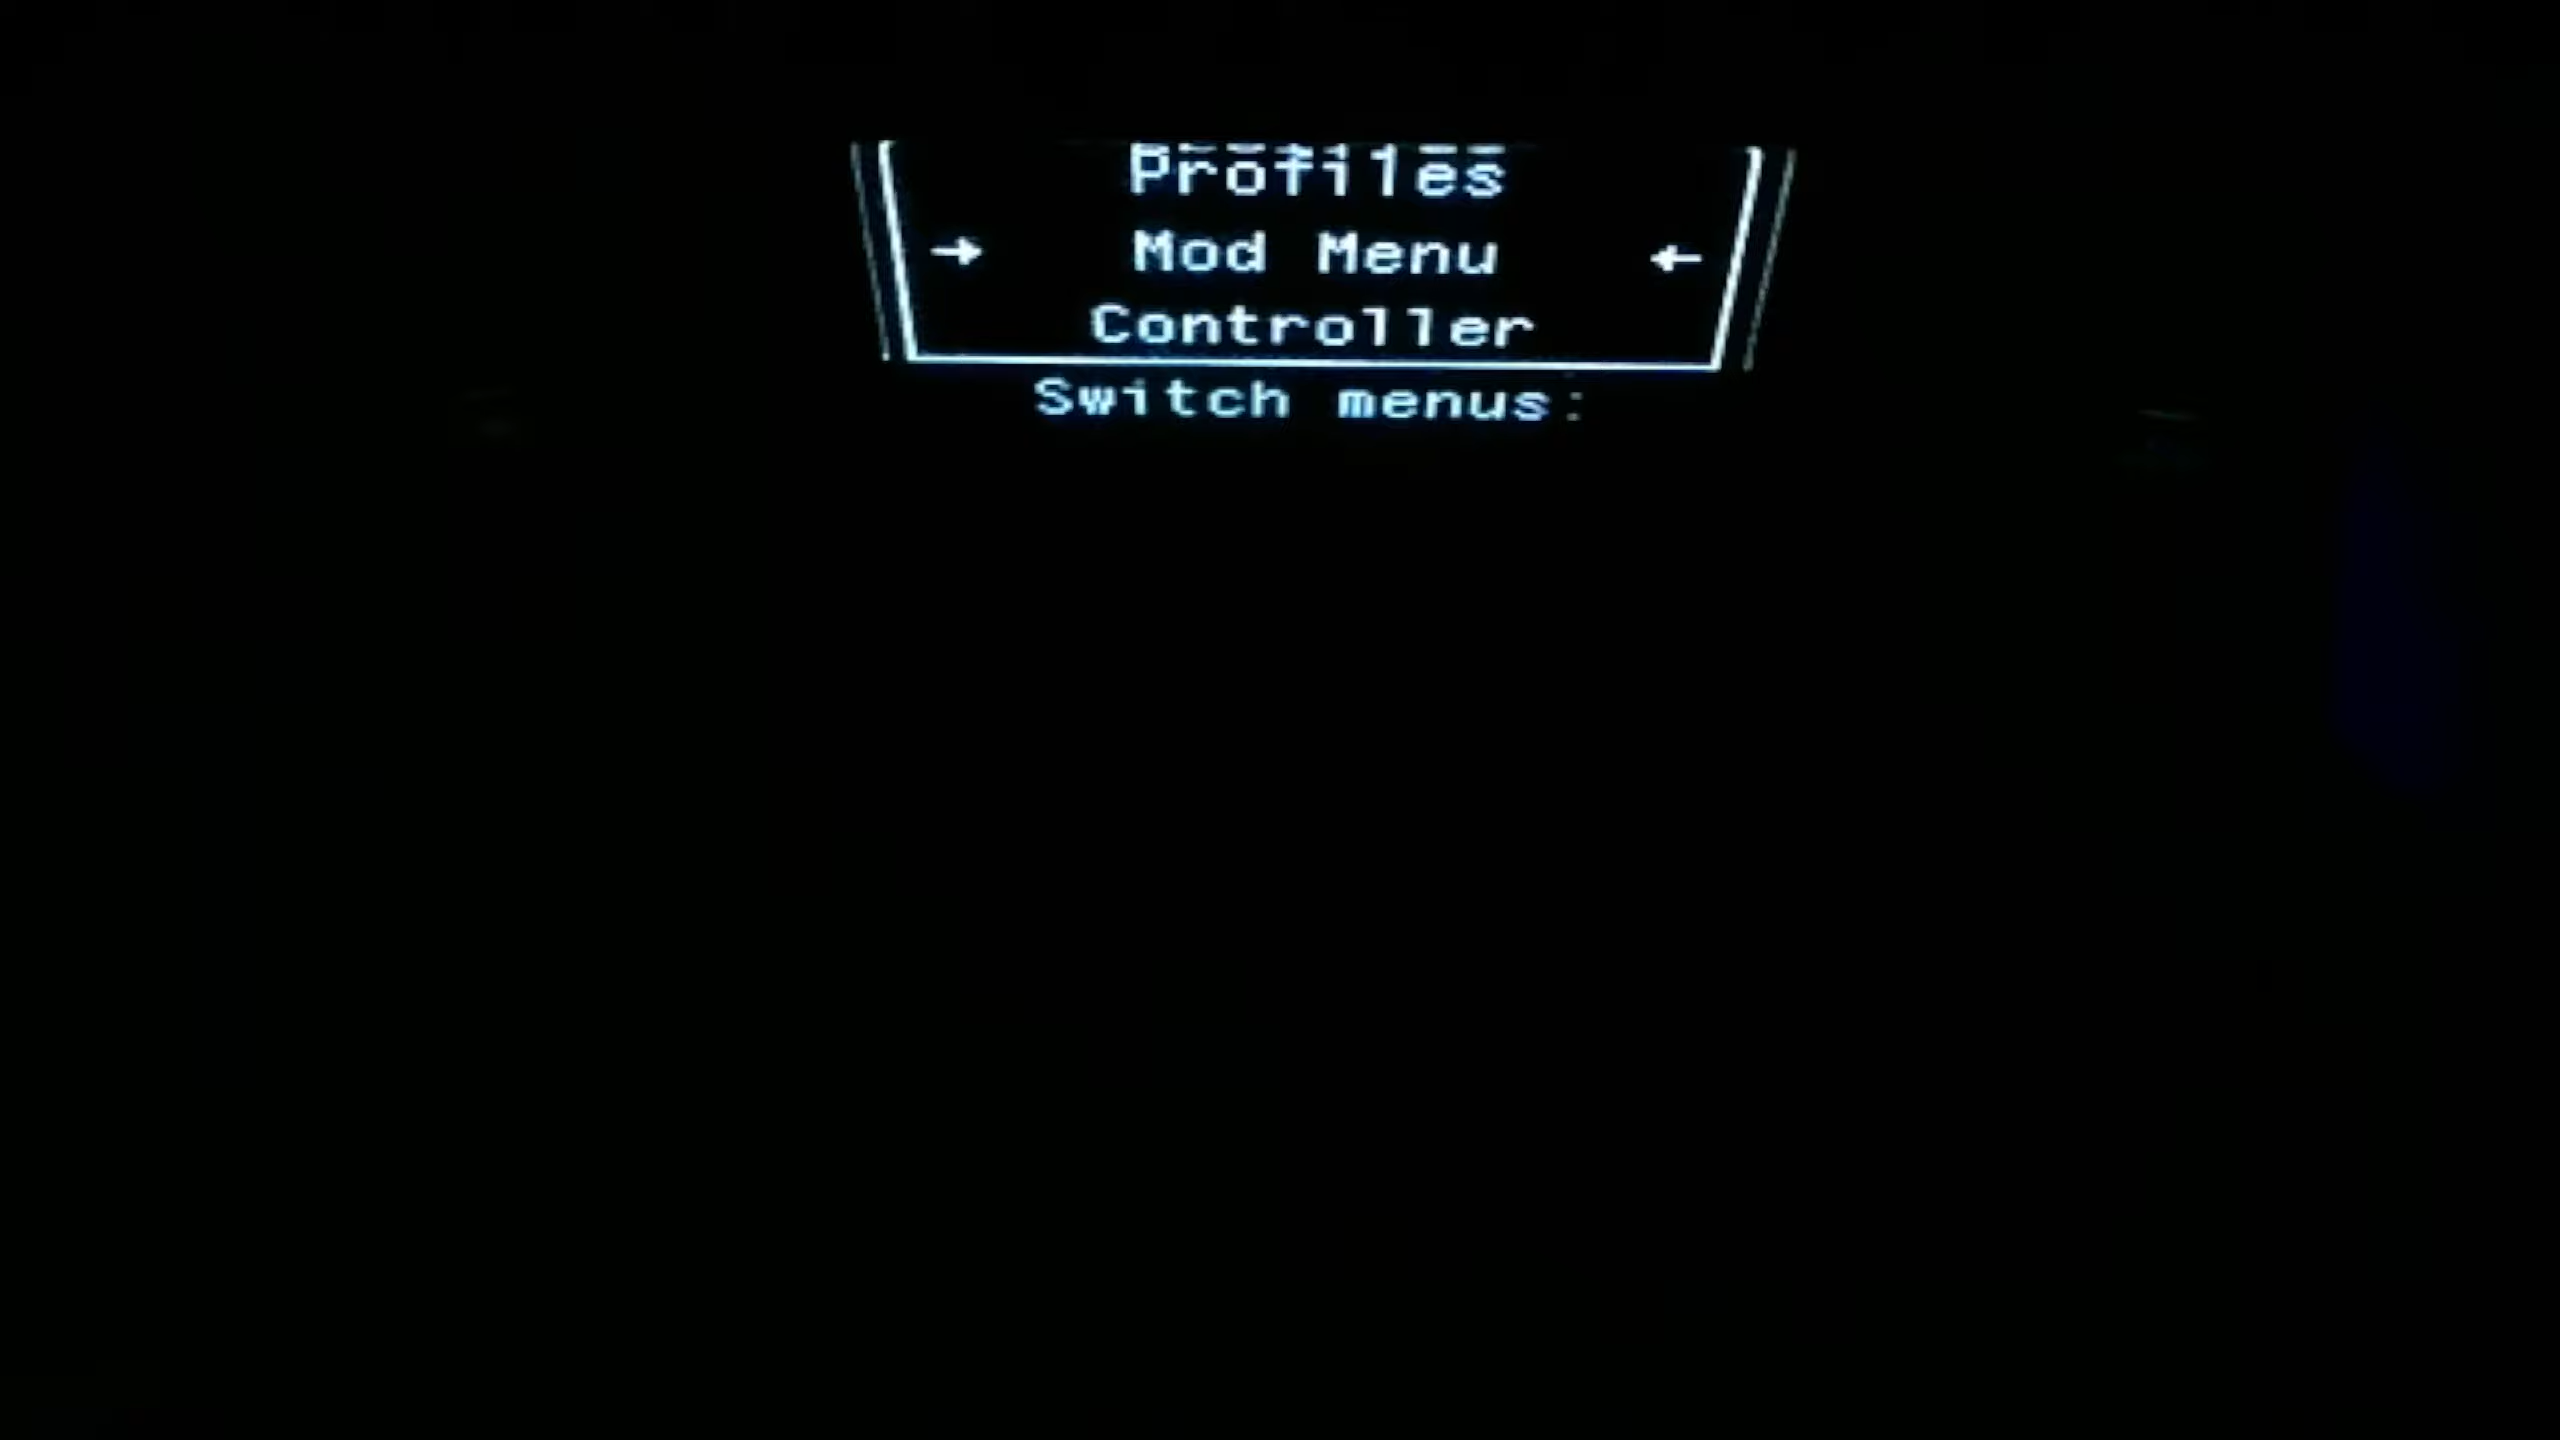 Profiles
→ Mod Menu ←
Controller
Switch menus: